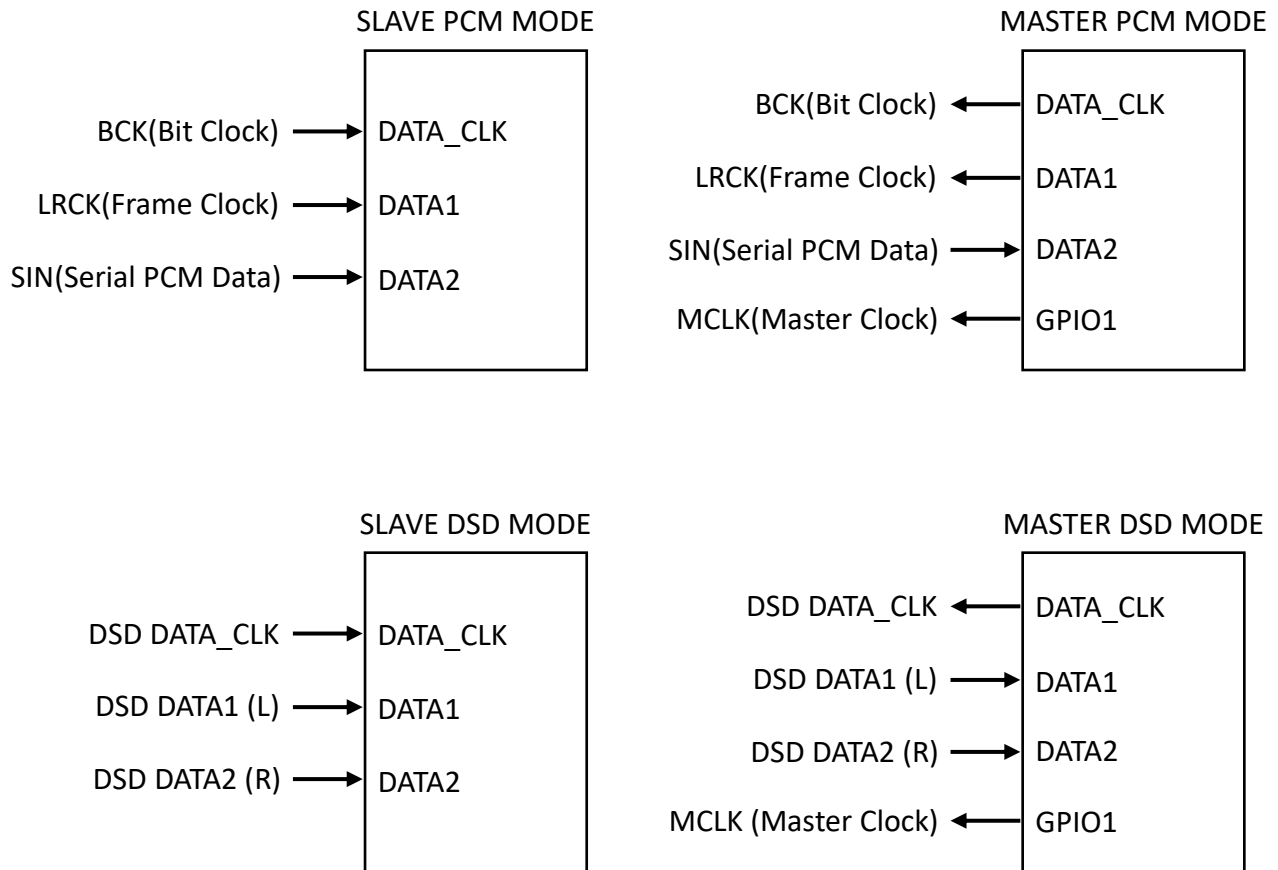 SLAVE PCM MODE
BCK(Bit Clock) DATA_CLK
LRCK(Frame Clock) DATA1
SIN(Serial PCM Data) DATA2
MASTER PCM MODE
BCK(Bit Clock) DATA_CLK
LRCK(Frame Clock) DATA1
SIN(Serial PCM Data) DATA2
MCLK(Master Clock) GPIO1
SLAVE DSD MODE
DSD DATA_CLK DATA_CLK
DSD DATA1 (L) DATA1
DSD DATA2 (R) DATA2
MASTER DSD MODE
DSD DATA_CLK DATA_CLK
DSD DATA1 (L) DATA1
DSD DATA2 (R) DATA2
MCLK (Master Clock) GPIO1